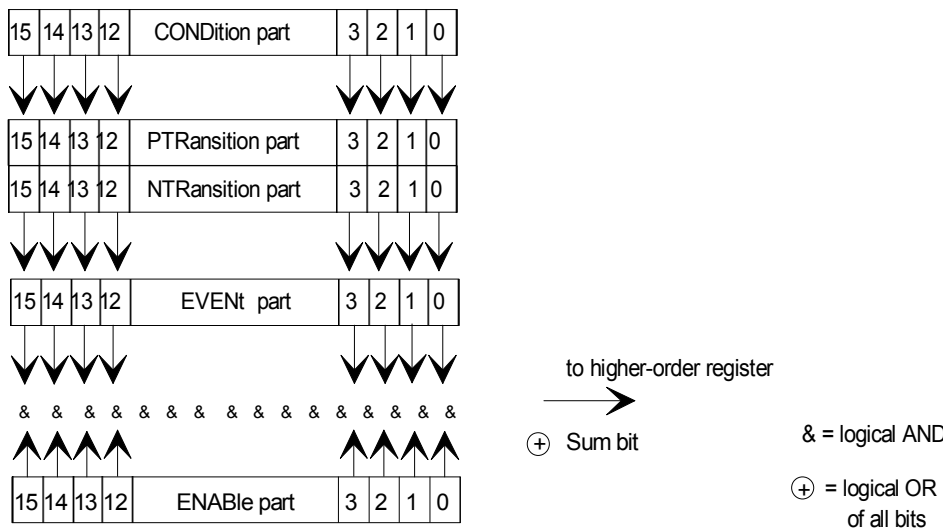 15 14 13 12 CONDition part 3 2 1 0
15 14 13 12 PTRansition part 3 2 1 0
15 14 13 12 NTRansition part 3 2 1 0
15 14 13 12 EVENt part 3 2 1 0
to higher-order register
& & & & & & & & & & & & & & & &
+ Sum bit
& = logical AND
15 14 13 12 ENABle part 3 2 1 0
+ = logical OR
of all bits